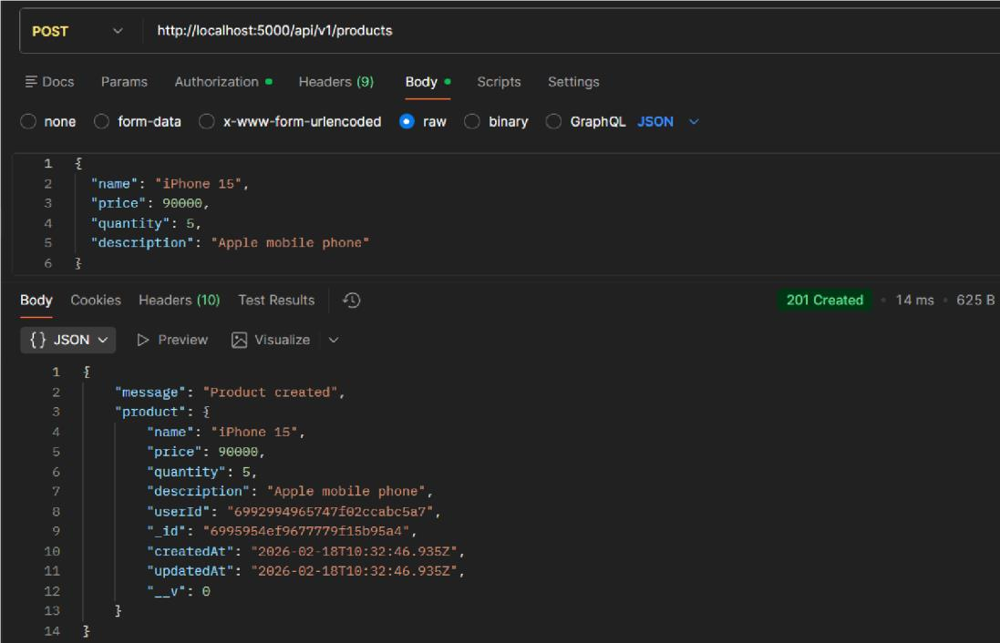 POST http://localhost:5000/api/v1/products
Docs Params Authorization Headers (9) Body Scripts Settings
none form-data x-www-form-urlencoded raw binary GraphQL JSON
1 {
2 "name": "iPhone 15",
3 "price": 90000,
4 "quantity": 5,
5 "description": "Apple mobile phone"
6 }
Body Cookies Headers (10) Test Results 201 Created • 14 ms • 625 B
{} JSON Preview Visualize
1 {
2 "message": "Product created",
3 "product": {
4 "name": "iPhone 15",
5 "price": 90000,
6 "quantity": 5,
7 "description": "Apple mobile phone",
8 "userId": "6992994965747f02ccabc5a7",
9 "_id": "6995954ef9677779f15b95a4",
10 "createdAt": "2026-02-18T10:32:46.935Z",
11 "updatedAt": "2026-02-18T10:32:46.935Z",
12 "__v": 0
13 }
14 }